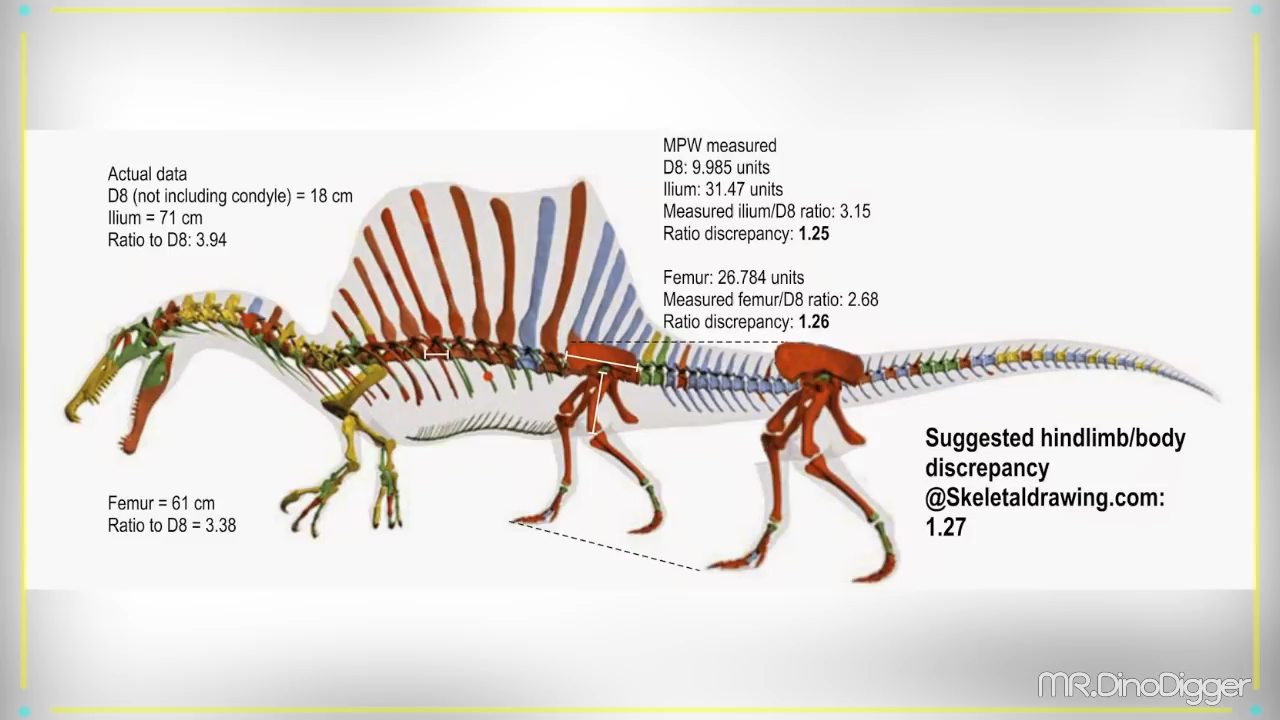 Actual data
D8 (not including condyle) = 18 cm
Ilium = 71 cm
Ratio to D8: 3.94
MPW measured
D8: 9.985 units
Ilium: 31.47 units
Measured ilium/D8 ratio: 3.15
Ratio discrepancy: 1.25
Femur: 26.784 units
Measured femur/D8 ratio: 2.68
Ratio discrepancy: 1.26
Suggested hindlimb/body
discrepancy
@Skeletaldrawing.com:
1.27
Femur = 61 cm
Ratio to D8 = 3.38
MR.DinoDigger